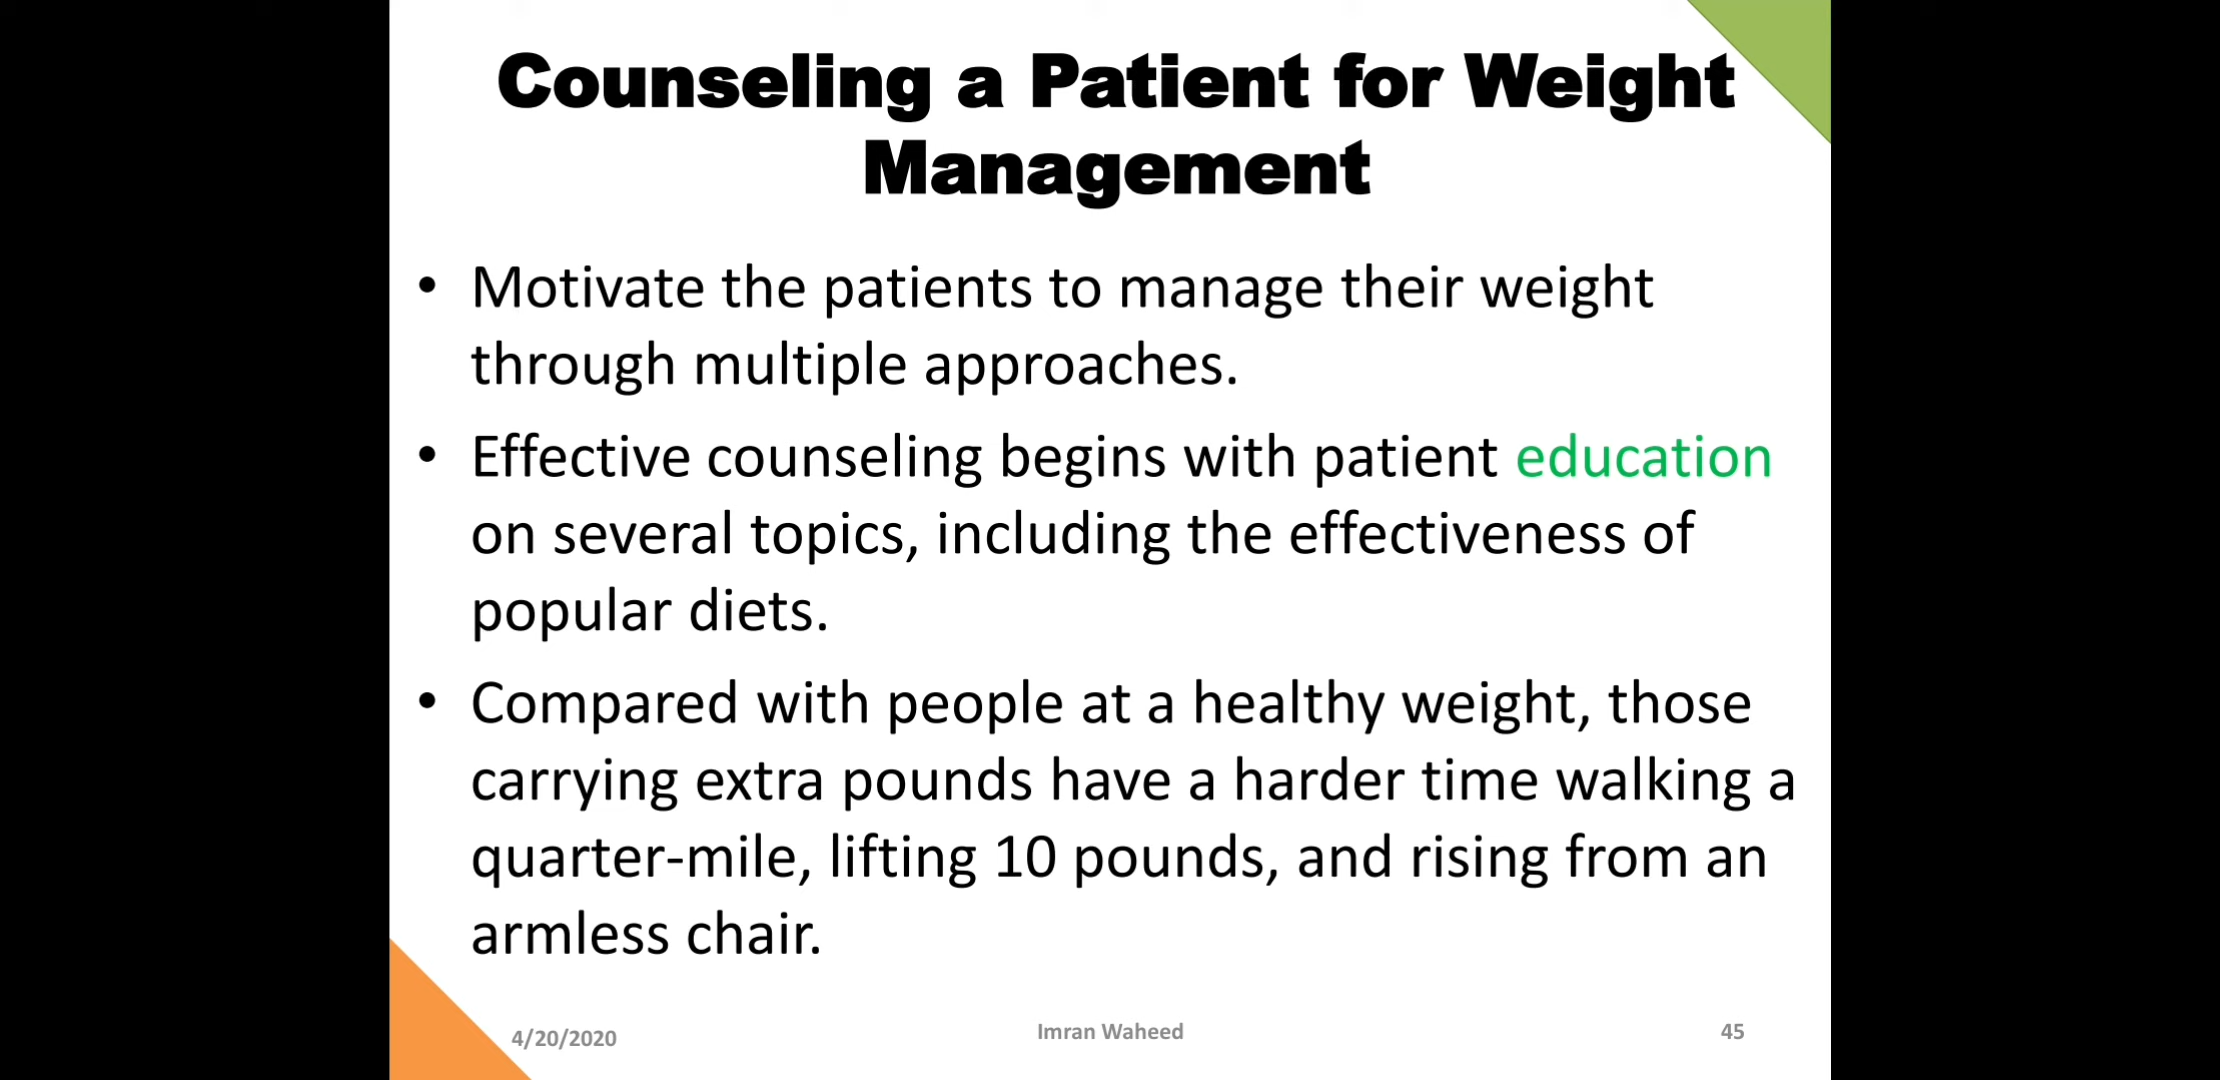 Counseling a Patient for Weight
Management
• Motivate the patients to manage their weight
through multiple approaches.
• Effective counseling begins with patient education
on several topics, including the effectiveness of
popular diets.
• Compared with people at a healthy weight, those
carrying extra pounds have a harder time walking a
quarter-mile, lifting 10 pounds, and rising from an
armless chair.
4/20/2020
Imran Waheed
45